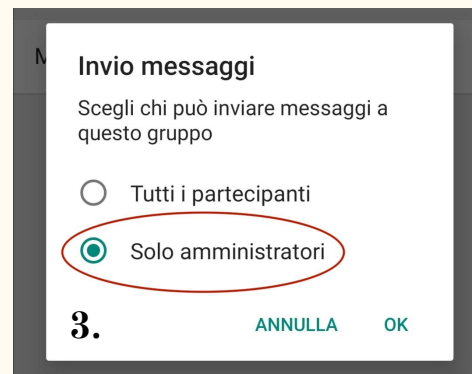 M
Invio messaggi
Scegli chi può inviare messaggi a
questo gruppo
Tutti i partecipanti
Solo amministratori
3.
ANNULLA OK